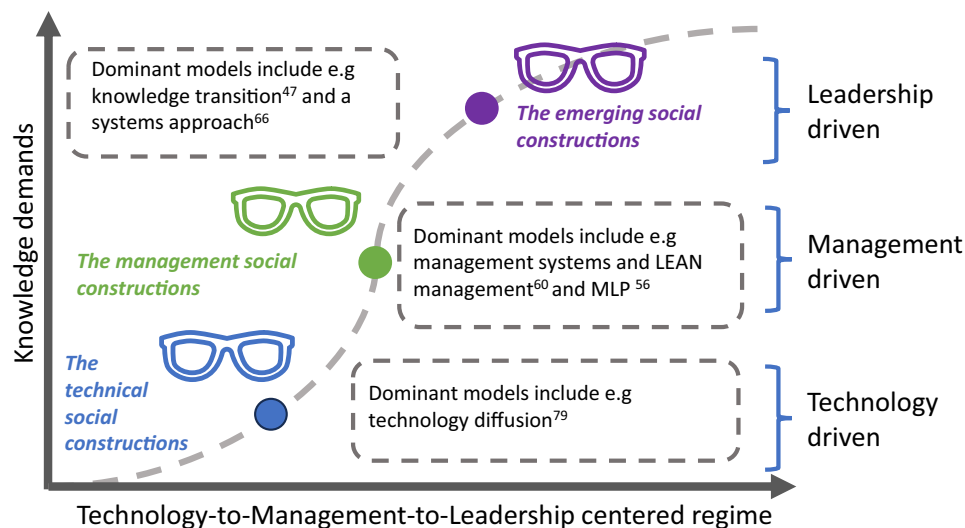 Dominant models include e.g
knowledge transition⁴⁷ and a
systems approach⁶⁶
The emerging social
constructions
Leadership
driven
Knowledge demands
The management social
constructions
Dominant models include e.g
management systems and LEAN
management⁶⁰ and MLP ⁵⁶
Management
driven
The
technical
social
constructions
Dominant models include e.g
technology diffusion⁷⁹
Technology
driven
Technology-to-Management-to-Leadership centered regime